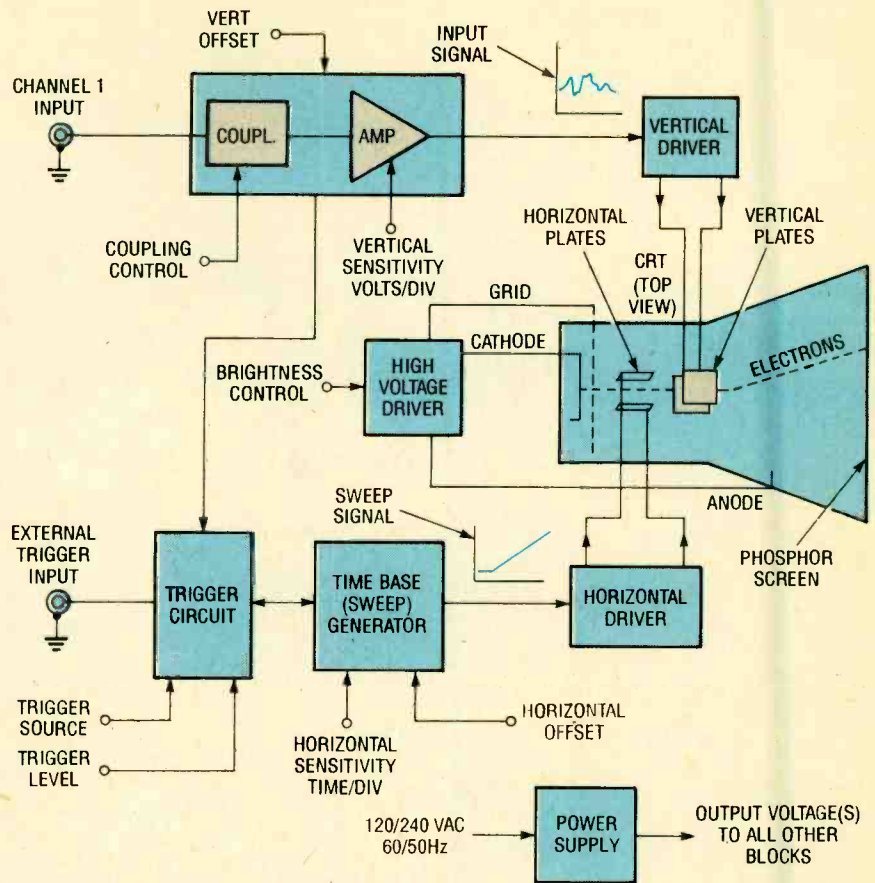 VERT
OFFSET
INPUT
SIGNAL
CHANNEL 1
INPUT
COUPL.
AMP
VERTICAL
DRIVER
COUPLING
CONTROL
VERTICAL
SENSITIVITY
VOLTS/DIV
HORIZONTAL
PLATES
VERTICAL
PLATES
CRT
(TOP
VIEW)
GRID
CATHODE
ELECTRONS
BRIGHTNESS
CONTROL
HIGH
VOLTAGE
DRIVER
ANODE
SWEEP
SIGNAL
PHOSPHOR
SCREEN
EXTERNAL
TRIGGER
INPUT
TRIGGER
CIRCUIT
TIME BASE
(SWEEP)
GENERATOR
HORIZONTAL
DRIVER
TRIGGER
SOURCE
TRIGGER
LEVEL
HORIZONTAL
SENSITIVITY
TIME/DIV
HORIZONTAL
OFFSET
120/240 VAC
60/50Hz
POWER
SUPPLY
OUTPUT VOLTAGE(S)
TO ALL OTHER
BLOCKS